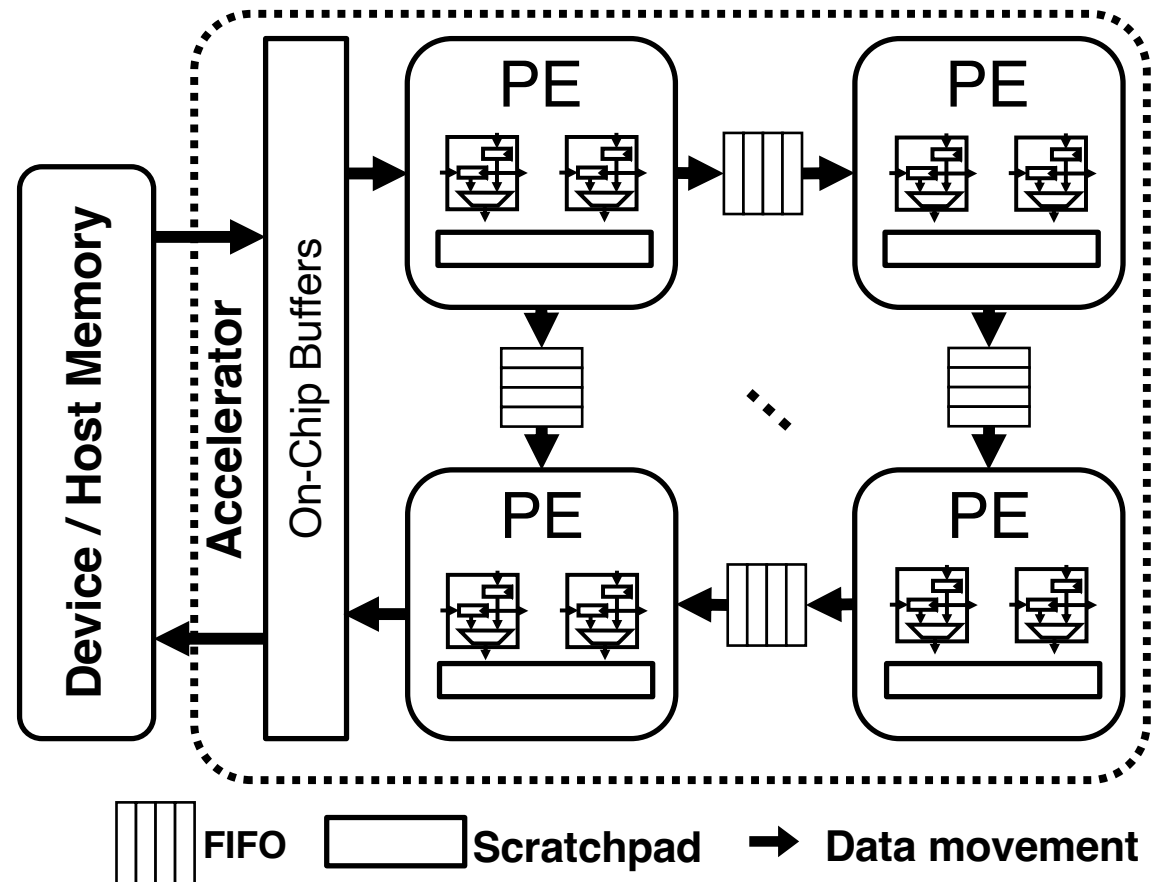 Device / Host Memory
Accelerator
On-Chip Buffers
PE
PE
PE
PE
FIFO
Scratchpad
Data movement